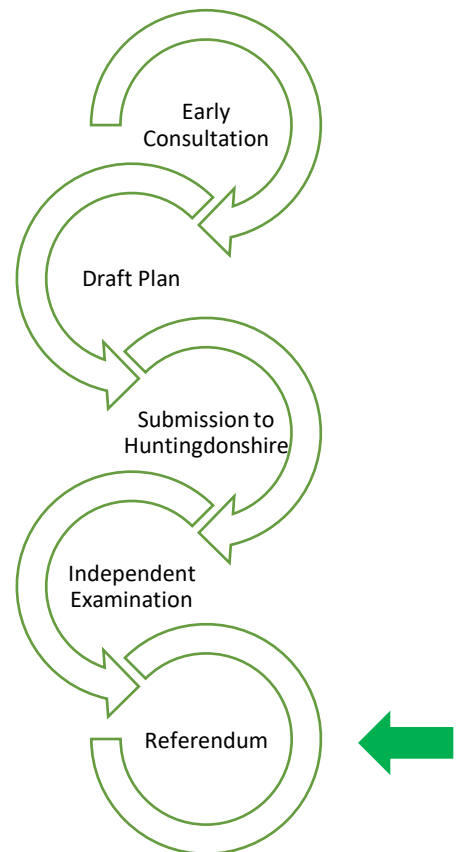 Early
Consultation
Draft Plan
Submission to
Huntingdonshire
Independent
Examination
Referendum